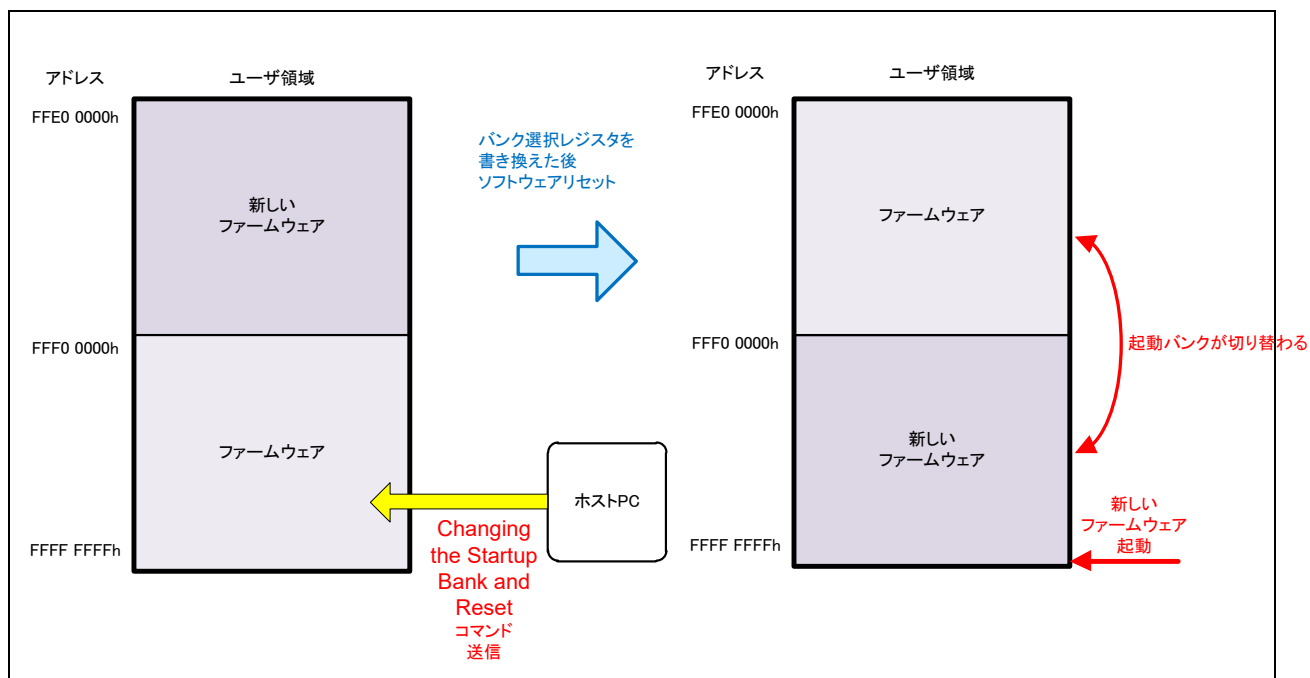 アドレス
ユーザ領域
FFE0 0000h
新しい
ファームウェア
FFF0 0000h
ファームウェア
FFFF FFFFh
バンク選択レジスタを
書き換えた後
ソフトウェアリセット
ホストPC
Changing
the Startup
Bank and
Reset
コマンド
送信
アドレス
ユーザ領域
FFE0 0000h
ファームウェア
FFF0 0000h
新しい
ファームウェア
FFFF FFFFh
起動バンクが切り替わる
新しい
ファームウェア
起動